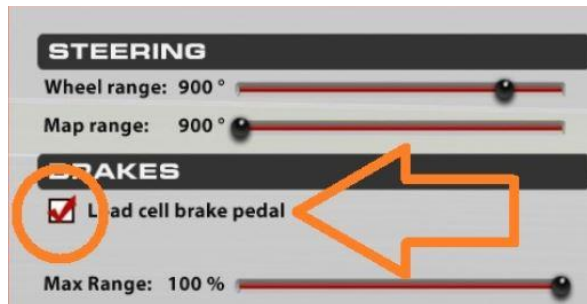 STEERING
Wheel range: 900 °
Map range: 900 °
BRAKES
Load cell brake pedal
Max Range: 100 %